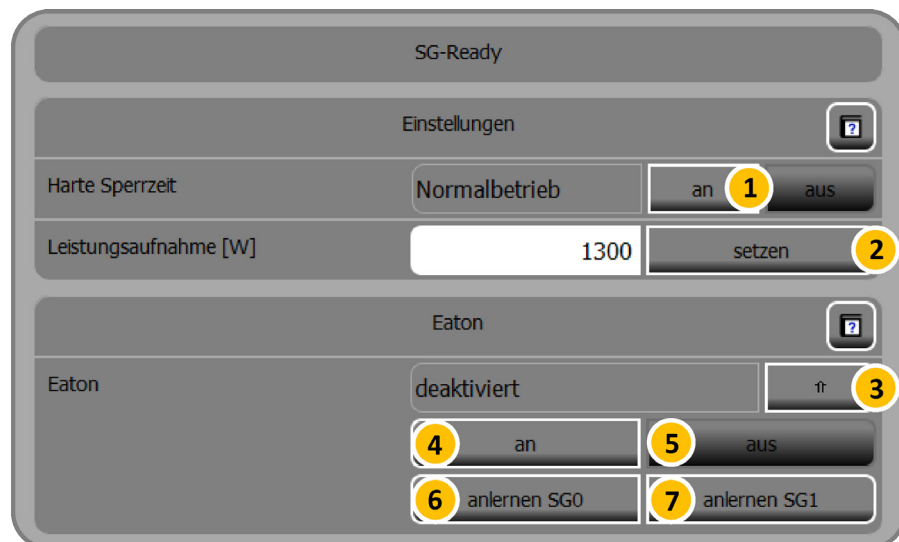 SG-Ready
Einstellungen
Harte Sperrzeit Normalbetrieb an 1 aus
Leistungsaufnahme [W] 1300 setzen 2
Eaton
Eaton deaktiviert ⇑ 3
4 an 5 aus
6 anlernen SG0 7 anlernen SG1